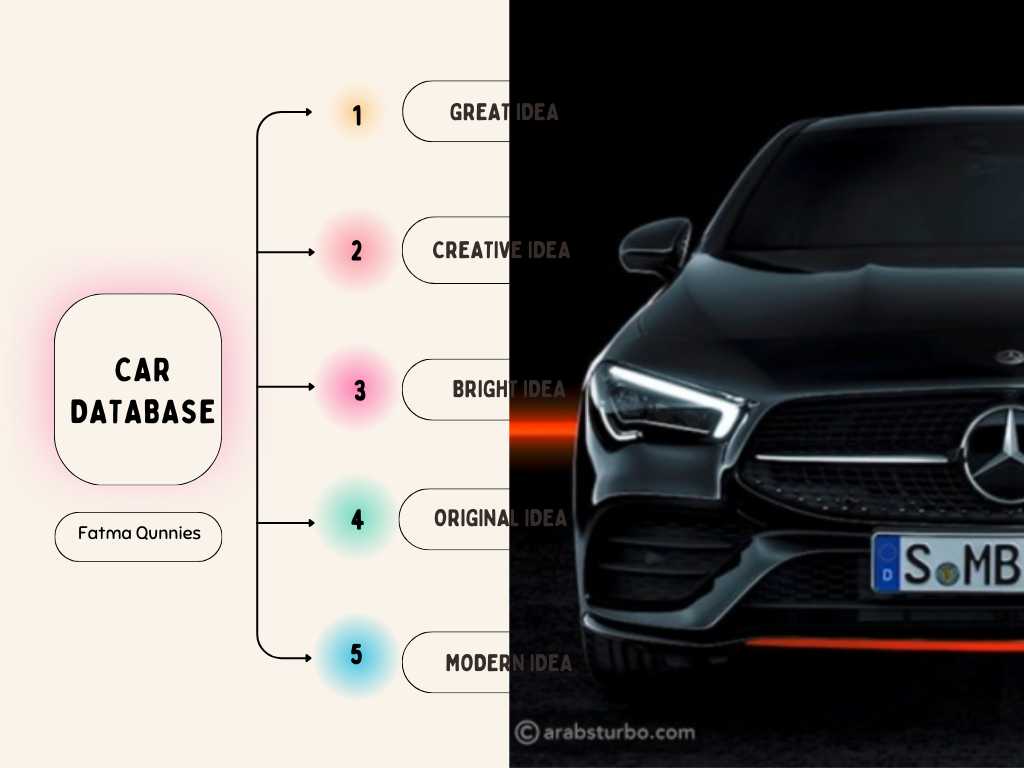 1
GREAT IDEA
2
CREATIVE IDEA
CAR
DATABASE
3
BRIGHT IDEA
Fatma Qunnies
4
ORIGINAL IDEA
5
MODERN IDEA
D
S MB
© arabsturbo.com